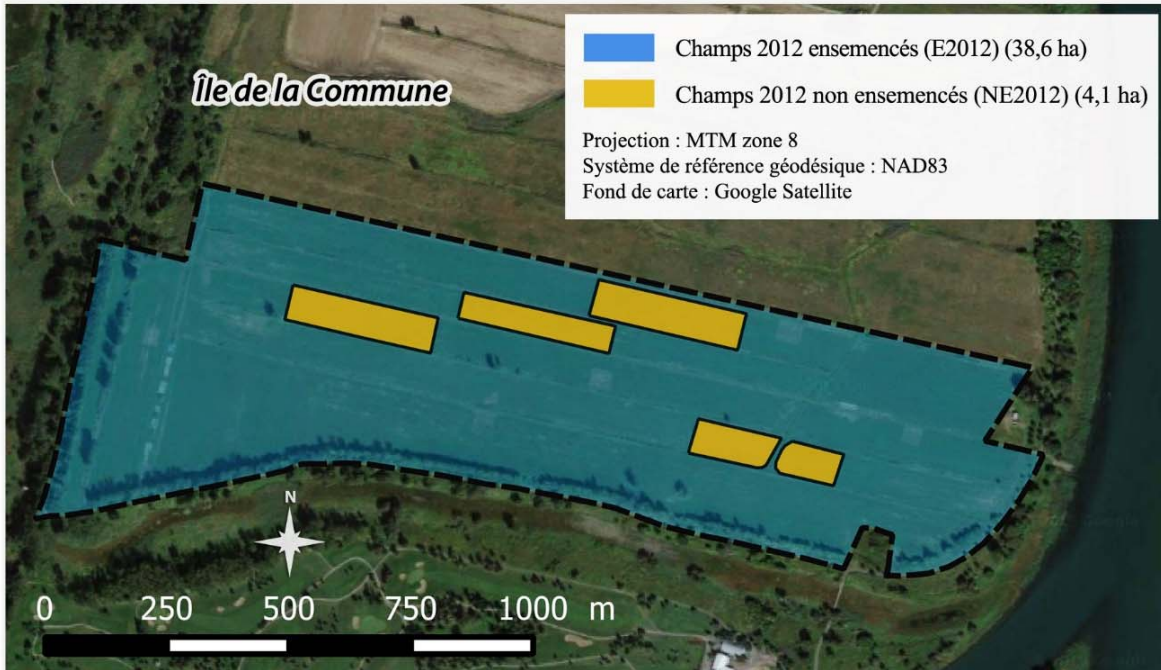 Île de la Commune
Champs 2012 ensemencés (E2012) (38,6 ha)
Champs 2012 non ensemencés (NE2012) (4,1 ha)
Projection : MTM zone 8
Système de référence géodésique : NAD83
Fond de carte : Google Satellite
N
0 250 500 750 1000 m